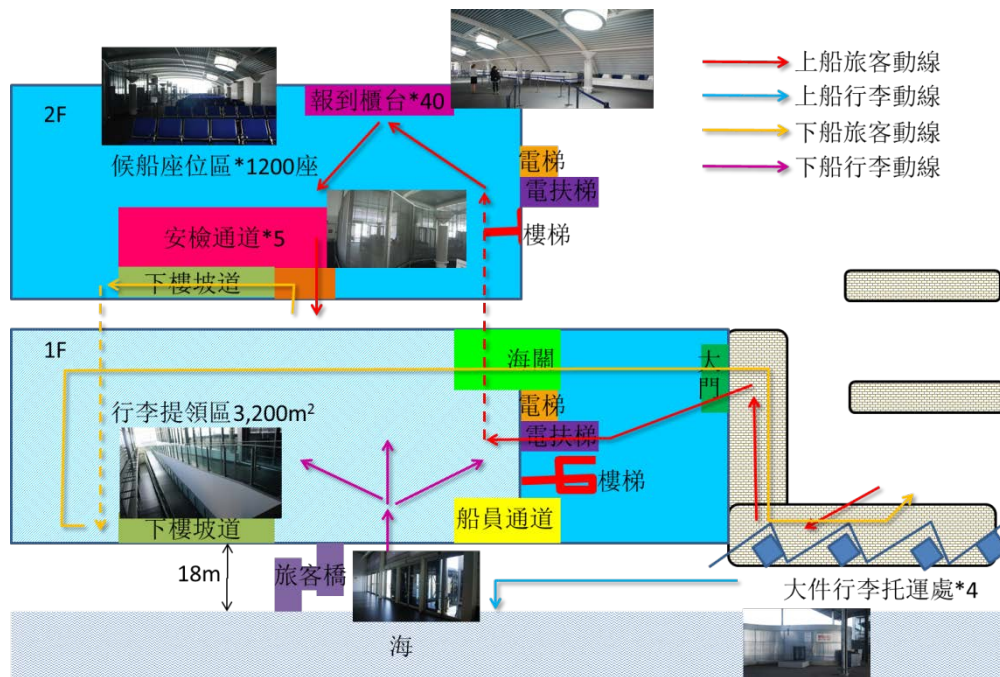 上船旅客動線
上船行李動線
下船旅客動線
下船行李動線
2F
報到櫃台*40
候船座位區*1200座
電梯
電扶梯
樓梯
安檢通道*5
下樓坡道
1F
海關
大門
行李提領區3,200m²
電梯
電扶梯
樓梯
船員通道
下樓坡道
18m
旅客橋
大件行李托運處*4
海